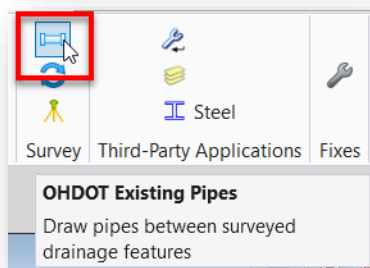 Steel
Survey
Third-Party Applications
Fixes
OHDOT Existing Pipes
Draw pipes between surveyed
drainage features